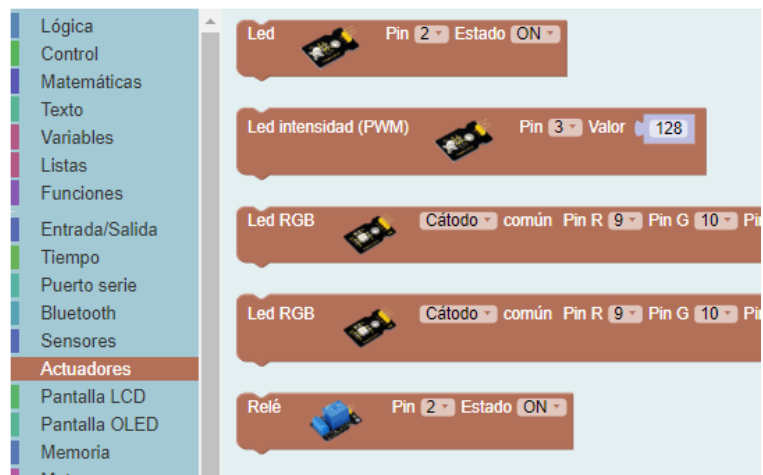 Lógica
Control
Matemáticas
Texto
Variables
Listas
Funciones
Entrada/Salida
Tiempo
Puerto serie
Bluetooth
Sensores
Actuadores
Pantalla LCD
Pantalla OLED
Memoria
Led Pin 2 Estado ON
Led intensidad (PWM) Pin 3 Valor 128
Led RGB Cátodo común Pin R 9 Pin G 10
Led RGB Cátodo común Pin R 9 Pin G 10
Relé Pin 2 Estado ON